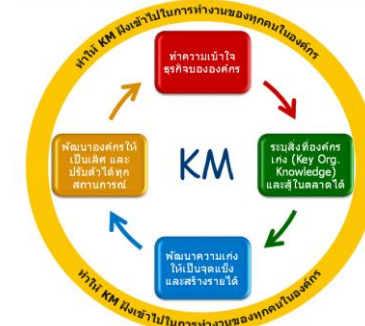 ทำให้ KM ฝังเข้าไปในการทำงานของทุกคนในองค์กร
ทำความเข้าใจ
ธุรกิจขององค์กร
ระบุสิ่งที่องค์กร
เก่ง (Key Org.
Knowledge)
และสู้ในตลาดได้
พัฒนาองค์กรให้
เป็นเลิศ และ
ปรับตัวได้ทุก
สถานการณ์
KM
พัฒนาความเก่ง
ให้เป็นจุดแข็ง
และสร้างรายได้
ทำให้ KM ฝังเข้าไปในการทำงานของทุกคนในองค์กร